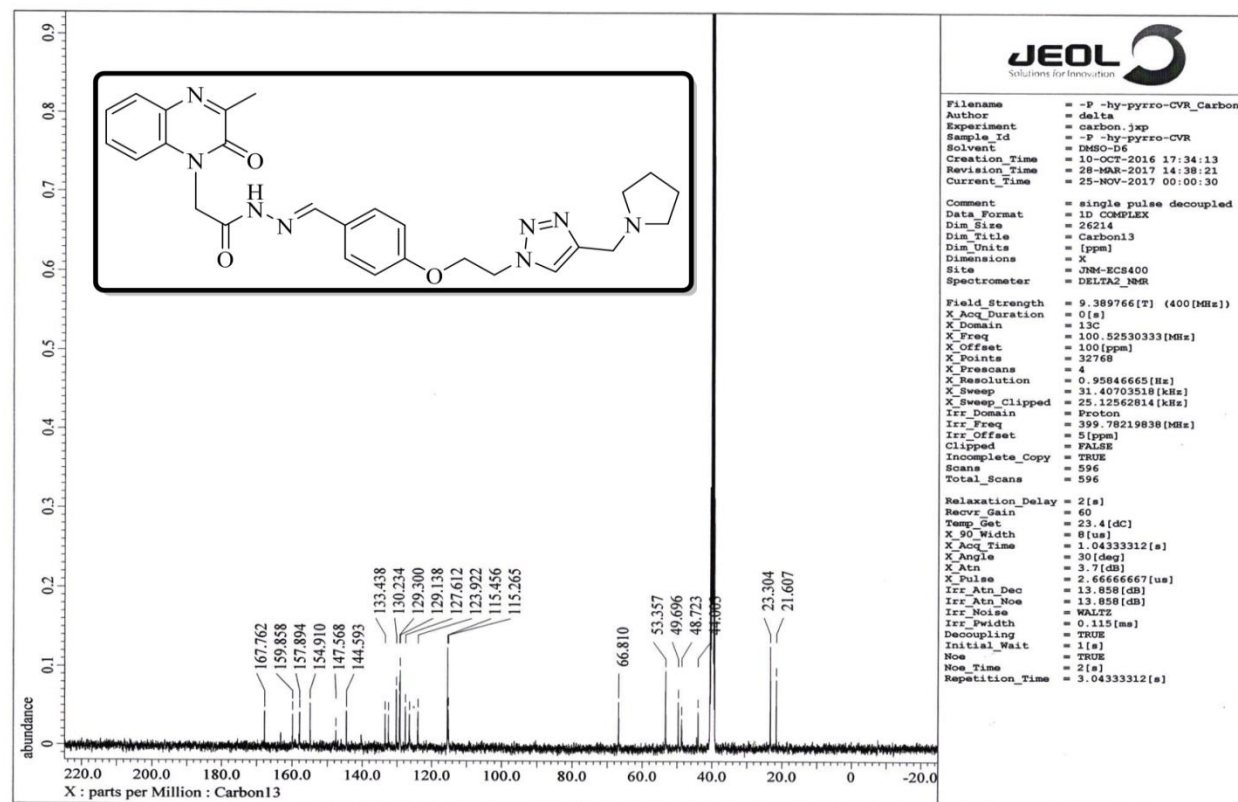 JEOL
Solutions for Innovation
Filename = -P -hy-pyrro-CVR_Carbon
Author = delta
Experiment = carbon.jxp
Sample_Id = -P -hy-pyrro-CVR
Solvent = DMSO-D6
Creation_Time = 10-OCT-2016 17:34:13
Revision_Time = 28-MAR-2017 14:38:21
Current_Time = 25-NOV-2017 00:00:30
Comment = single pulse decoupled
Data_Format = 1D COMPLEX
Dim_Size = 26214
Dim_Title = Carbon13
Dim_Units = [ppm]
Dimensions = X
Site = JNM-ECS400
Spectrometer = DELTA2_NMR
Field_Strength = 9.389766[T] (400[MHz])
X_Acq_Duration = 0[s]
X_Domain = 13C
X_Freq = 100.52530333[MHz]
X_Offset = 100[ppm]
X_Points = 32768
X_Prescans = 4
X_Resolution = 0.95846665[Hz]
X_Sweep = 31.40703518[kHz]
X_Sweep_Clipped = 25.12562814[kHz]
Irr_Domain = Proton
Irr_Freq = 399.78219838[MHz]
Irr_Offset = 5[ppm]
Clipped = FALSE
Incomplete_Copy = TRUE
Scans = 596
Total_Scans = 596
Relaxation_Delay = 2[s]
Recvr_Gain = 60
Temp_Get = 23.4[dC]
X_90_Width = 8[us]
X_Acq_Time = 1.04333312[s]
X_Angle = 30[deg]
X_Atn = 3.7[dB]
X_Pulse = 2.66666667[us]
Irr_Atn_Dec = 13.858[dB]
Irr_Atn_Noe = 13.858[dB]
Irr_Noise = WALTZ
Irr_Pwidth = 0.115[ms]
Decoupling = TRUE
Initial_Wait = 1[s]
Noe = TRUE
Noe_Time = 2[s]
Repetition_Time = 3.04333312[s]
0.9
0.8
0.7
0.6
0.5
0.4
0.3
0.2
0.1
0
abundance
N
O
N
H
N
N
O
O
N
N
N
N
167.762
159.858
157.894
154.910
147.568
144.593
133.438
130.234
129.300
129.138
127.612
123.922
115.456
115.265
66.810
53.357
49.696
48.723
23.304
21.607
220.0 200.0 180.0 160.0 140.0 120.0 100.0 80.0 60.0 40.0 20.0 0 -20.0
X : parts per Million : Carbon13